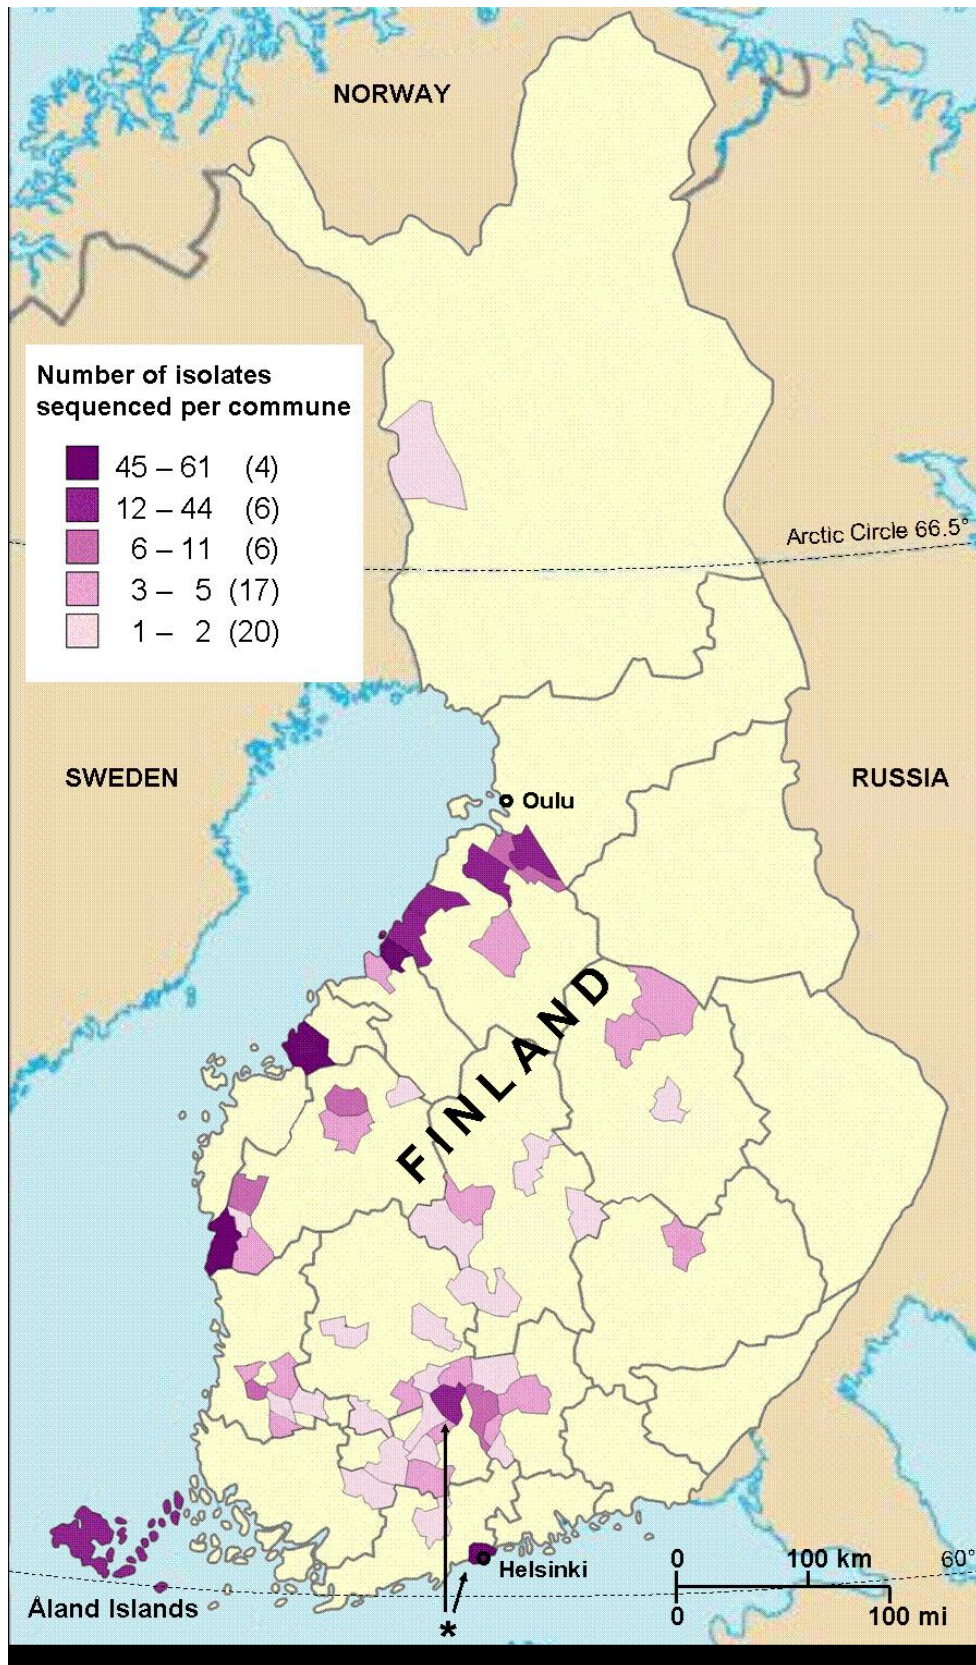 NORWAY
Number of isolates
sequenced per commune
45 – 61 (4)
12 – 44 (6)
6 – 11 (6)
3 – 5 (17)
1 – 2 (20)
Arctic Circle 66.5°
SWEDEN
RUSSIA
Oulu
FINLAND
Helsinki
0 100 km
60°
0 100 mi
Åland Islands
*